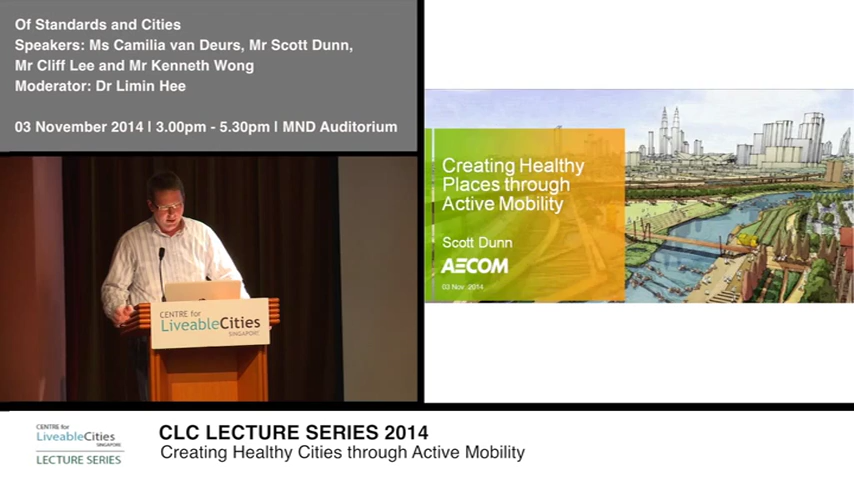 Of Standards and Cities
Speakers: Ms Camilia van Deurs, Mr Scott Dunn,
Mr Cliff Lee and Mr Kenneth Wong
Moderator: Dr Limin Hee
03 November 2014 | 3.00pm - 5.30pm | MND Auditorium
CENTRE for
LiveableCities
SINGAPORE
Creating Healthy
Places through
Active Mobility
Scott Dunn
AECOM
03 Nov 2014
CENTRE for
LiveableCities
SINGAPORE
LECTURE SERIES
CLC LECTURE SERIES 2014
Creating Healthy Cities through Active Mobility